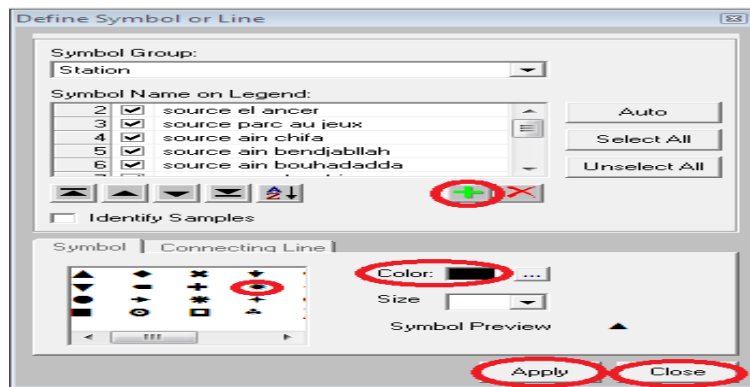 Define Symbol or Line
Symbol Group:
Station
Symbol Name on Legend:
2 source el ancer
3 source parc au jeux
4 source ain chifa
5 source ain bendjabllah
6 source ain bouhadadda
Auto
Select All
Unselect All
Identify Samples
Symbol
Connecting Line
Color:
...
Size
Symbol Preview
Apply
Close